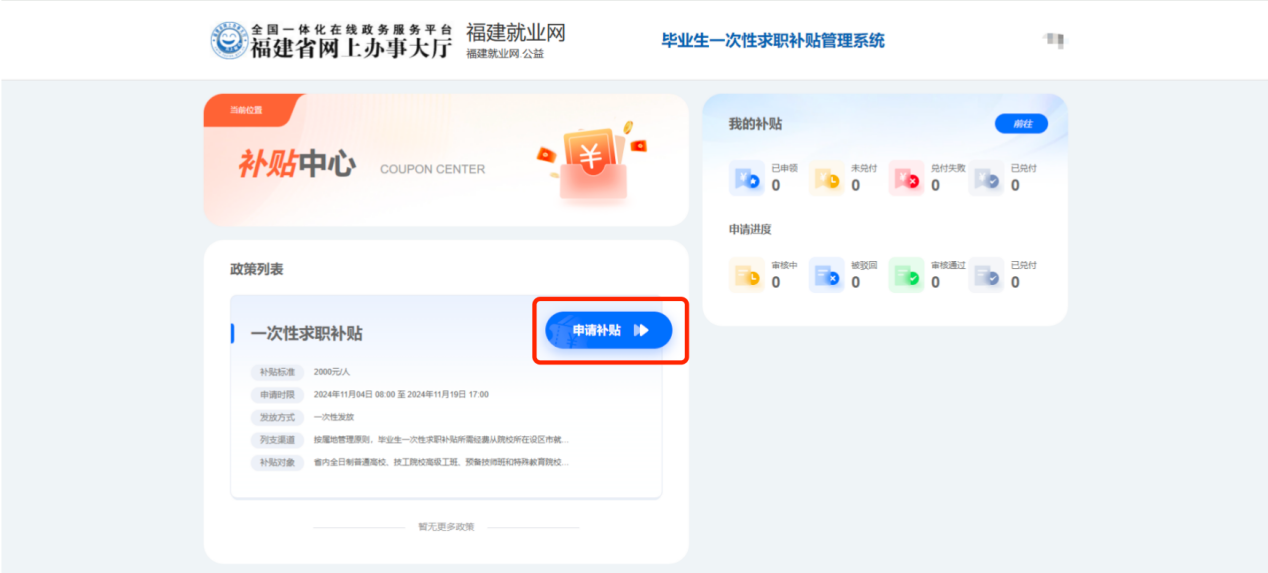 全国一体化在线政务服务平台
福建省网上办事大厅
福建就业网
福建就业网 公益
毕业生一次性求职补贴管理系统
当前位置
补贴中心 COUPON CENTER
我的补贴
前往
已申领 0
未兑付 0
兑付失败 0
已兑付 0
申请进度
审核中 0
被驳回 0
审核通过 0
已兑付 0
政策列表
一次性求职补贴
申请补贴
补贴标准 2000元/人
申请时限 2024年11月04日 08:00 至 2024年11月19日 17:00
发放方式 一次性发放
列支渠道 按属地管理原则，毕业生一次性求职补贴所需经费从院校所在设区市就...
补贴对象 省内全日制普通高校、技工院校高级工班、预备技师班和特殊教育院校...
暂无更多政策